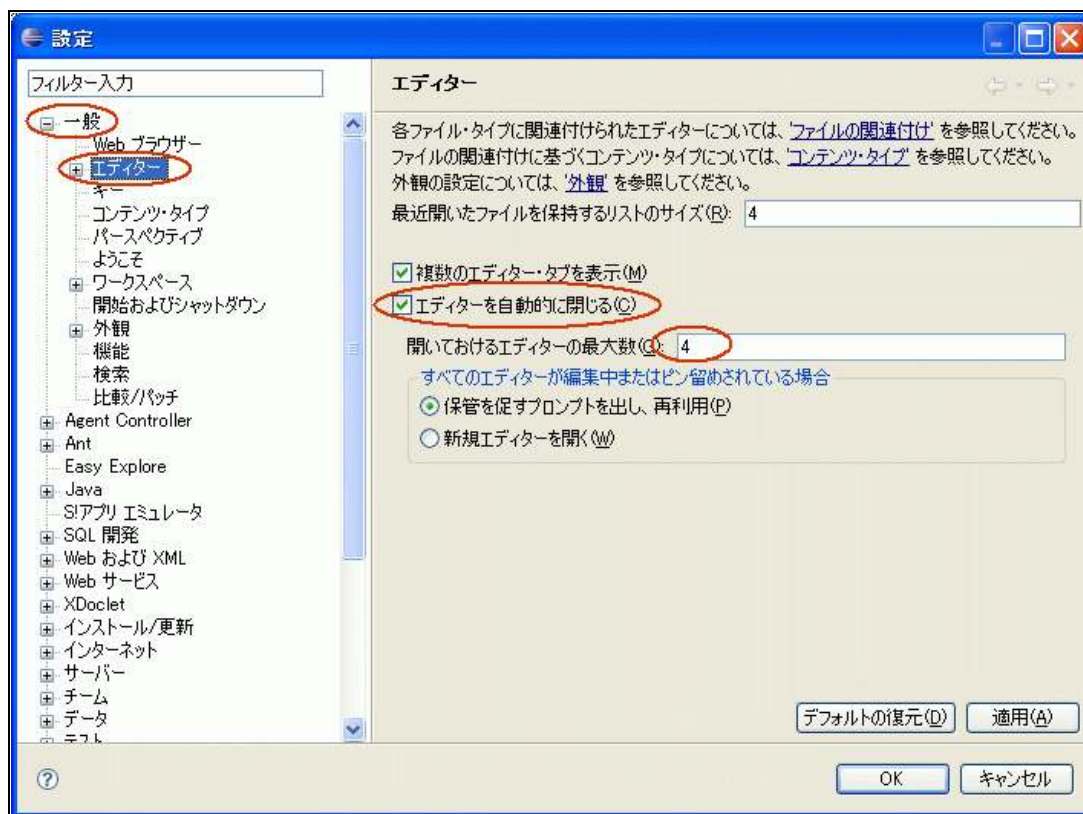 設定
フィルター入力
一般
Web ブラウザー
エディター
キー
コンテンツ・タイプ
パースペクティブ
ようこそ
ワークスペース
開始およびシャットダウン
外観
機能
検索
比較/パッチ
Agent Controller
Ant
Easy Explore
Java
S!アプリ エミュレータ
SQL 開発
Web および XML
Web サービス
XDoclet
インストール/更新
インターネット
サーバー
チーム
データ
テスト
エディター
各ファイル・タイプに関連付けられたエディターについては、'ファイルの関連付け' を参照してください。
ファイルの関連付けに基づくコンテンツ・タイプについては、'コンテンツ・タイプ' を参照してください。
外観の設定については、'外観' を参照してください。
最近開いたファイルを保持するリストのサイズ(R): 4
複数のエディター・タブを表示(M)
エディターを自動的に閉じる(C)
開いておけるエディターの最大数 4
すべてのエディターが編集中またはピン留めされている場合
保管を促すプロンプトを出し、再利用(P)
新規エディターを開く(W)
デフォルトの復元(D) 適用(A)
OK キャンセル